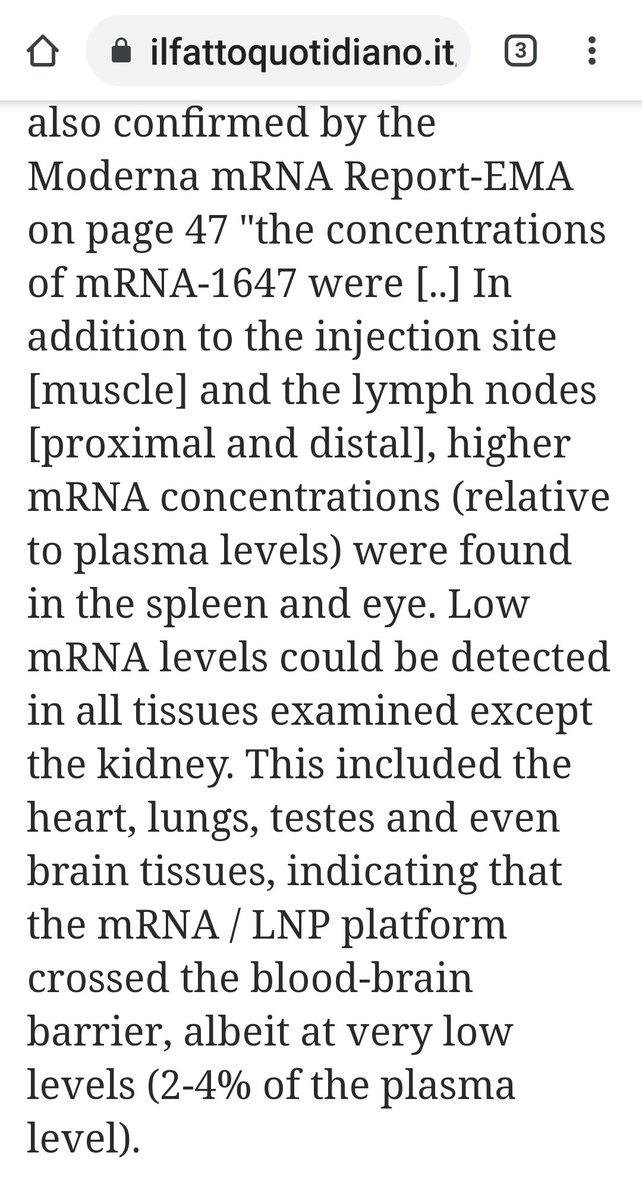 ilfattoquotidiano.it
3
also confirmed by the
Moderna mRNA Report-EMA
on page 47 "the concentrations
of mRNA-1647 were [..] In
addition to the injection site
[muscle] and the lymph nodes
[proximal and distal], higher
mRNA concentrations (relative
to plasma levels) were found
in the spleen and eye. Low
mRNA levels could be detected
in all tissues examined except
the kidney. This included the
heart, lungs, testes and even
brain tissues, indicating that
the mRNA / LNP platform
crossed the blood-brain
barrier, albeit at very low
levels (2-4% of the plasma
level).